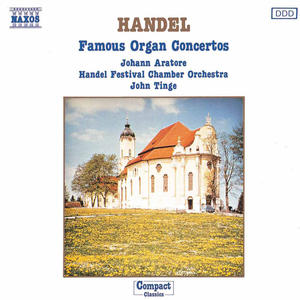 NAXOS
DDD
HANDEL
Famous Organ Concertos
Johann Aratore
Handel Festival Chamber Orchestra
John Tinge
Compact
Classics